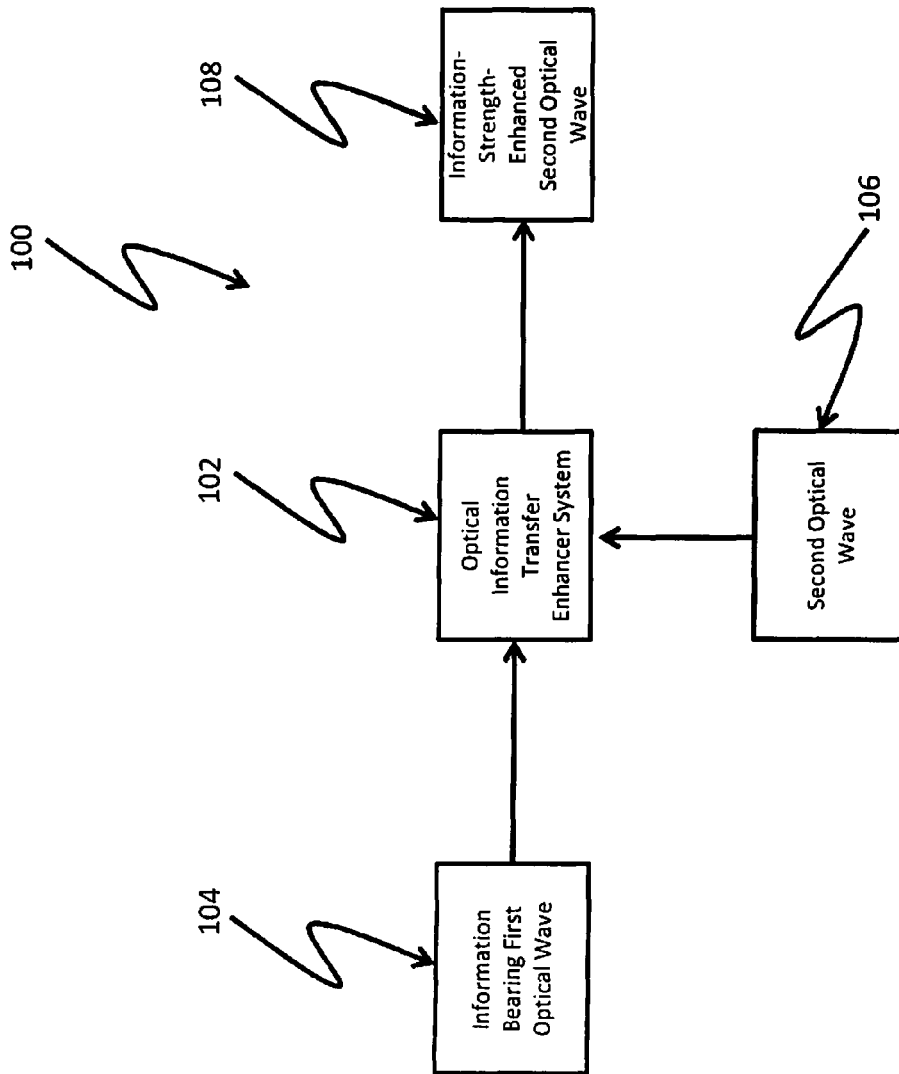 100
104
Information
Bearing First
Optical Wave
102
Optical
Information
Transfer
Enhancer System
108
Information-
Strength-
Enhanced
Second Optical
Wave
106
Second Optical
Wave